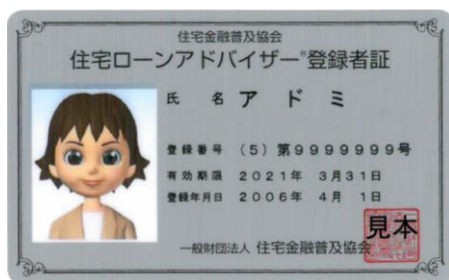 住宅金融普及協会
住宅ローンアドバイザー®登録者証
氏 名 ア ド ミ
登録番号 (5) 第9999999号
有効期限 2021年 3月31日
登録年月日 2006年 4月 1日
見本
一般財団法人 住宅金融普及協会